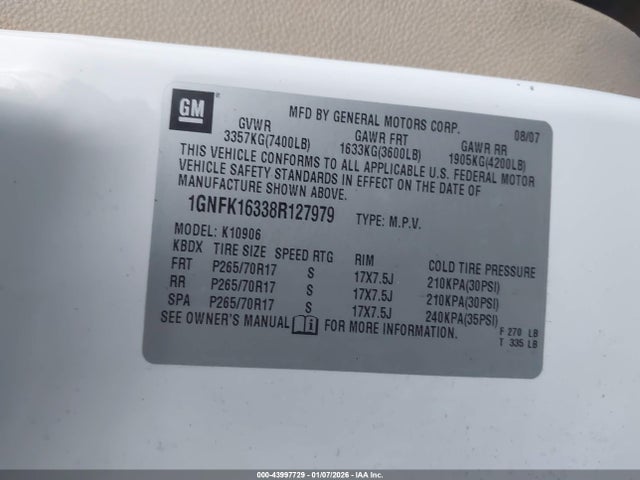 GM
MFD BY GENERAL MOTORS CORP. 08/07
GVWR GAWR FRT GAWR RR
3357KG(7400LB) 1633KG(3600LB) 1905KG(4200LB)
THIS VEHICLE CONFORMS TO ALL APPLICABLE U.S. FEDERAL MOTOR
VEHICLE SAFETY STANDARDS IN EFFECT ON THE DATE OF
MANUFACTURE SHOWN ABOVE.
1GNFK16338R127979 TYPE: M.P.V.
MODEL: K10906
KBDX TIRE SIZE SPEED RTG RIM COLD TIRE PRESSURE
FRT P265/70R17 S 17X7.5J 210KPA(30PSI)
RR P265/70R17 S 17X7.5J 210KPA(30PSI)
SPA P265/70R17 S 17X7.5J 240KPA(35PSI)
SEE OWNER'S MANUAL FOR MORE INFORMATION.
F 270 LB
T 335 LB
000-43997729 - 01/07/2026 - IAAI.COM